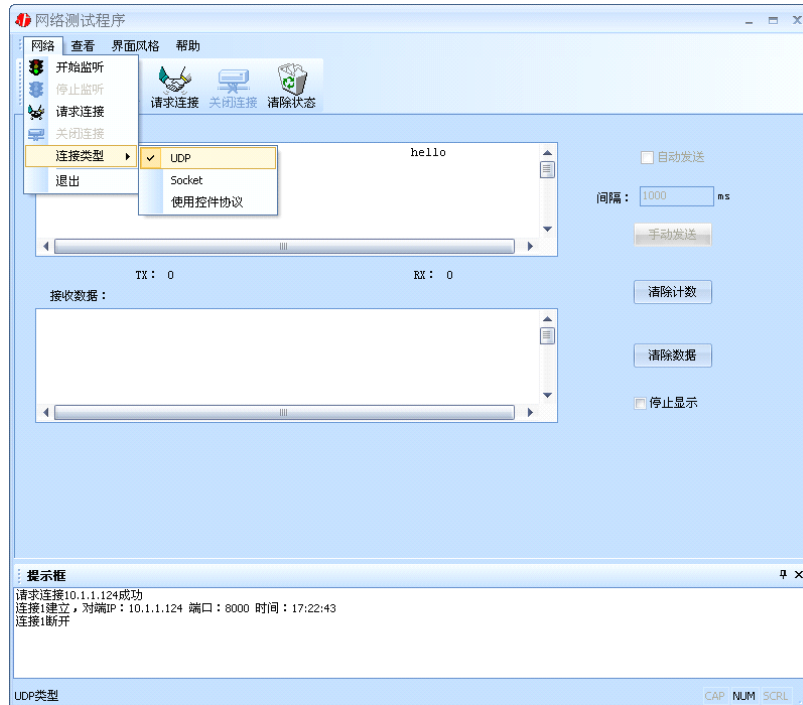 网络测试程序
网络 查看 界面风格 帮助
开始监听
停止监听
请求连接
关闭连接
连接类型
退出
UDP
Socket
使用控件协议
请求连接 关闭连接 清除状态
hello
自动发送
间隔： 1000 ms
手动发送
TX： 0 RX： 0
接收数据：
清除计数
清除数据
停止显示
提示框
请求连接10.1.1.124成功
连接1建立，对端IP：10.1.1.124 端口：8000 时间：17:22:43
连接1断开
UDP类型 CAP NUM SCRL